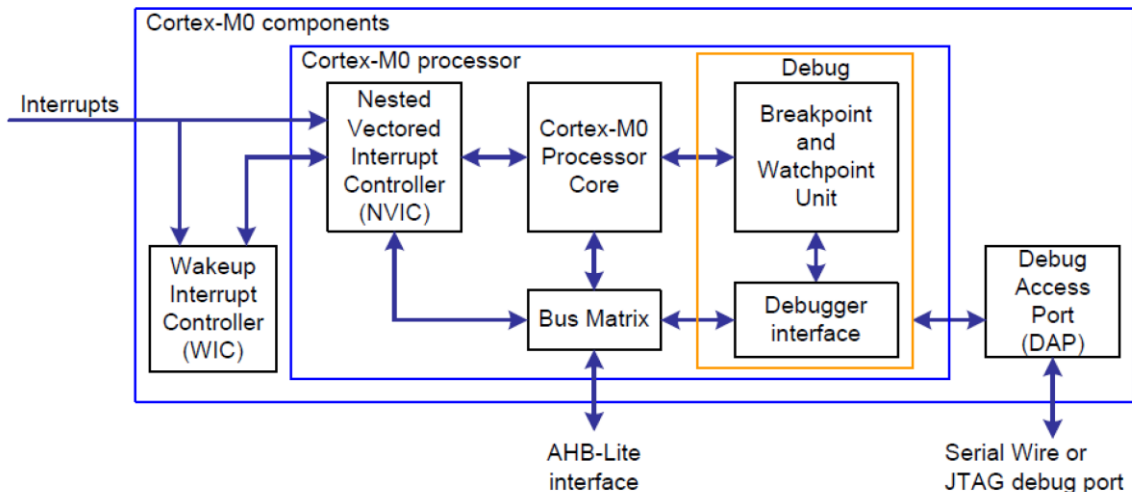 Cortex-M0 components
Cortex-M0 processor
Debug
Interrupts
Nested
Vectored
Interrupt
Controller
(NVIC)
Cortex-M0
Processor
Core
Breakpoint
and
Watchpoint
Unit
Wakeup
Interrupt
Controller
(WIC)
Bus Matrix
Debugger
interface
Debug
Access
Port
(DAP)
AHB-Lite
interface
Serial Wire or
JTAG debug port